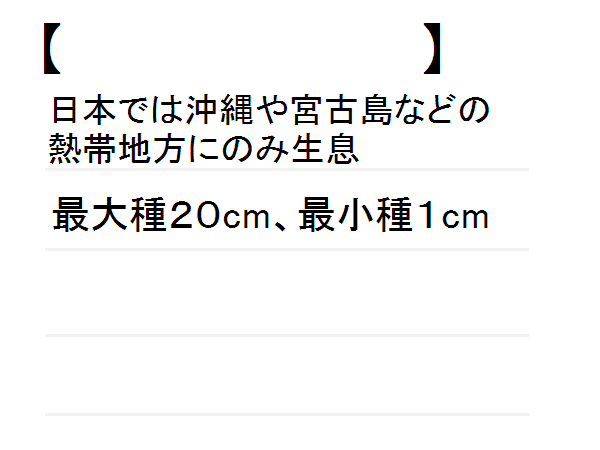 【　　　　　　　　　】
日本では沖縄や宮古島などの
熱帯地方にのみ生息
最大種２０cm、最小種１cm